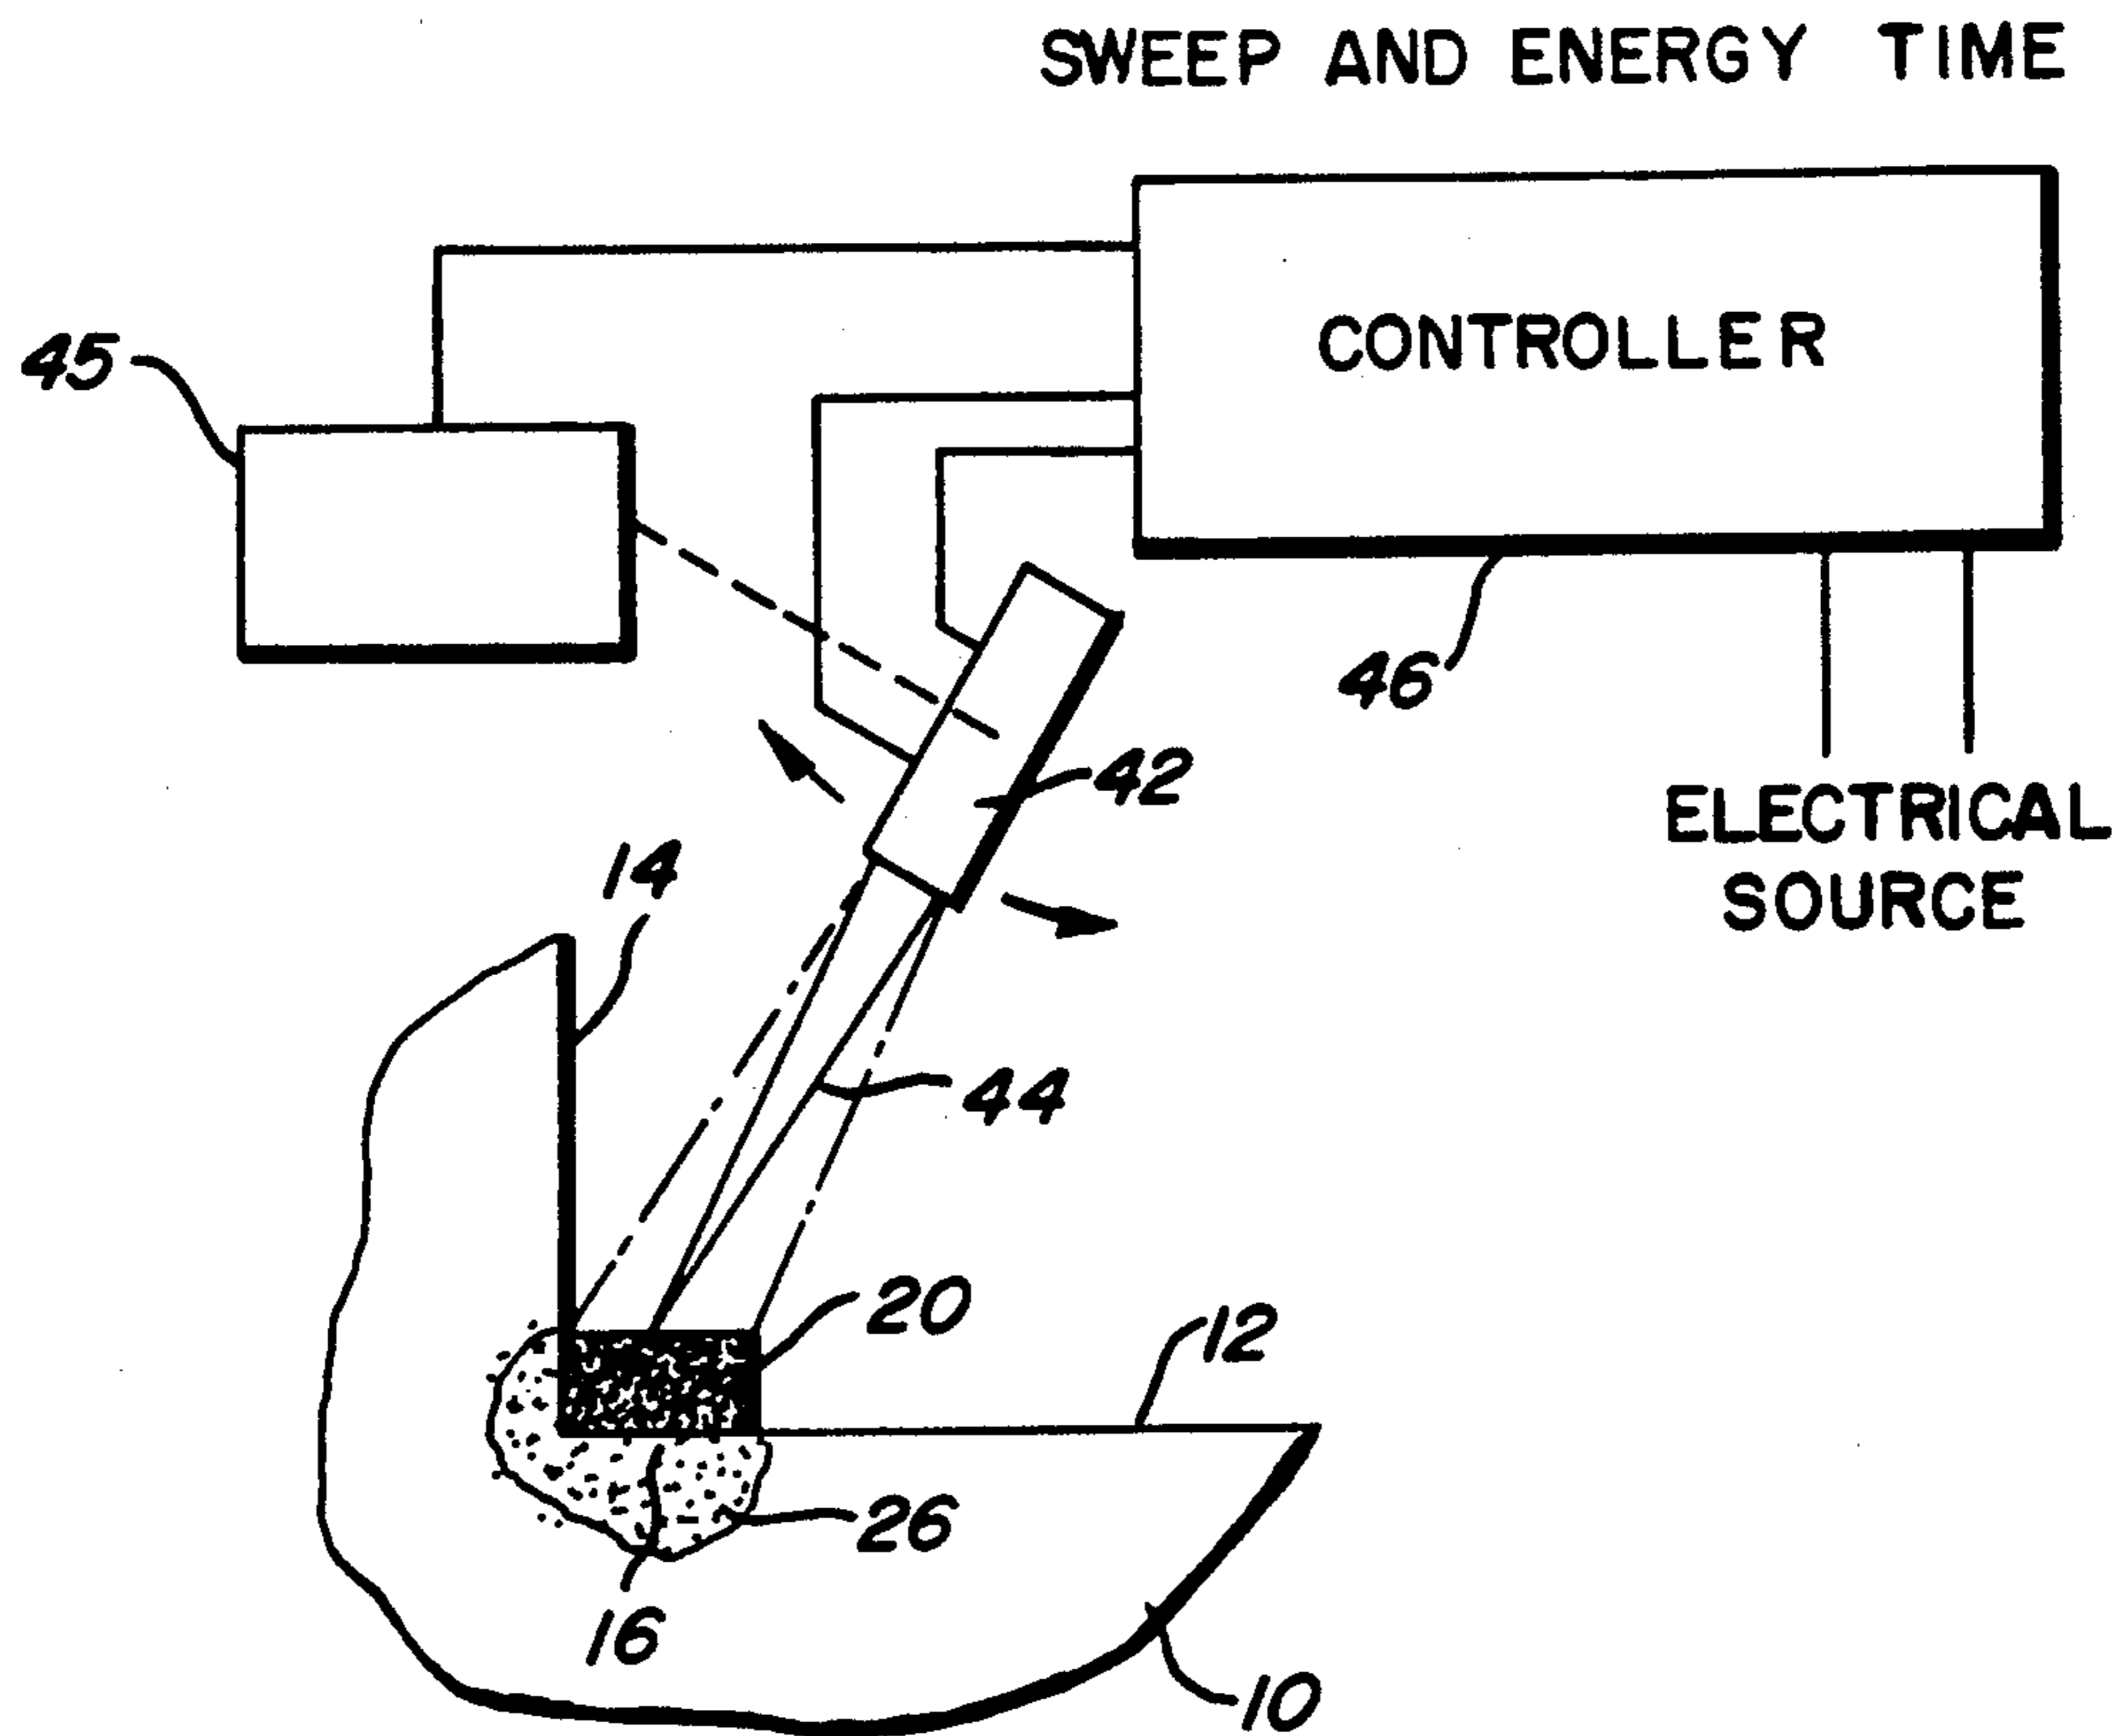 SWEEP AND ENERGY TIME
CONTROLLER
45
46
42
ELECTRICAL
SOURCE
14
44
20
12
26
16
10